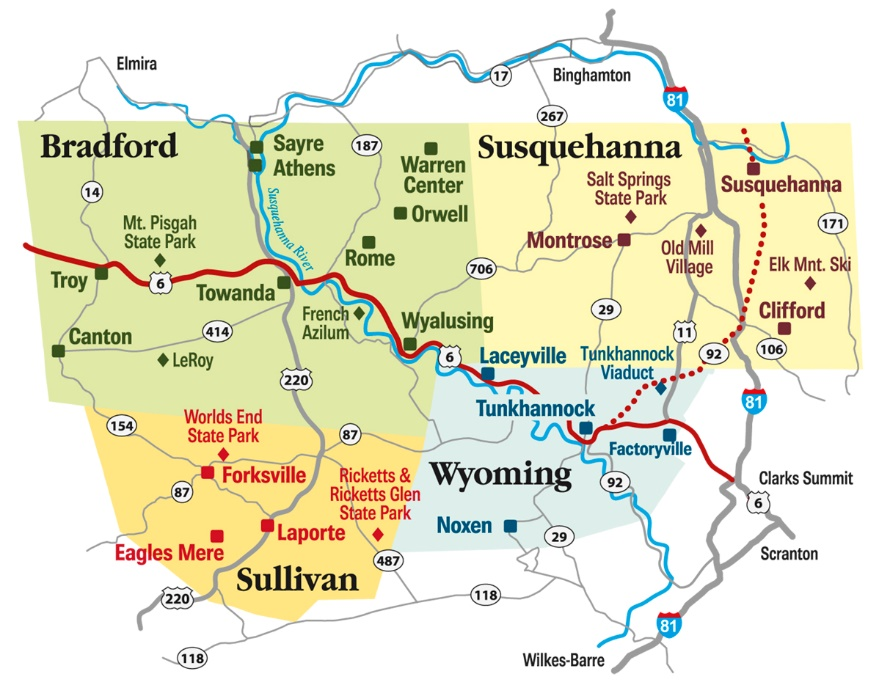 Elmira
17
Binghamton
81
267
Bradford
Sayre
Athens
187
Warren
Center
Susquehanna
Salt Springs
State Park
Susquehanna
14
Susquehanna River
Orwell
Mt. Pisgah
State Park
Rome
Montrose
Old Mill
Village
171
Elk Mnt. Ski
Troy
6
Towanda
706
French
Azilum
29
Clifford
Canton
414
Wyalusing
11
LeRoy
6
Laceyville
Tunkhannock
Viaduct
92
106
220
81
Tunkhannock
154
Worlds End
State Park
87
Factoryville
Forksville
Ricketts &
Ricketts Glen
State Park
Wyoming
92
Clarks Summit
87
6
Laporte
Noxen
29
Eagles Mere
487
Scranton
Sullivan
220
118
81
118
Wilkes-Barre